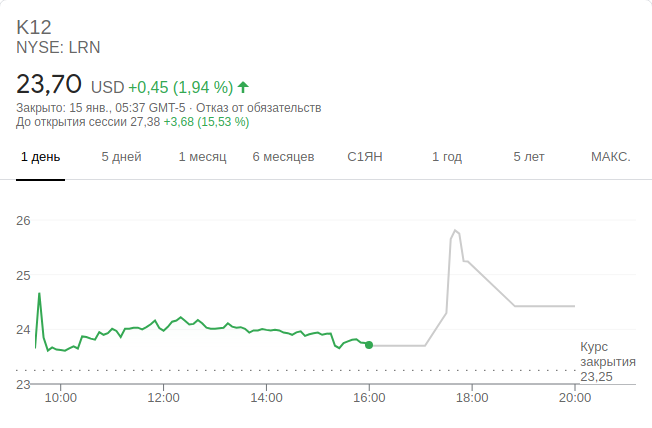 K12
NYSE: LRN
23,70 USD +0,45 (1,94 %)
Закрыто: 15 янв., 05:37 GMT-5 · Отказ от обязательств
До открытия сессии 27,38 +3,68 (15,53 %)
1 день 5 дней 1 месяц 6 месяцев С1ЯН 1 год 5 лет МАКС.
26
25
24
Курс
закрытия
23,25
23
10:00 12:00 14:00 16:00 18:00 20:00